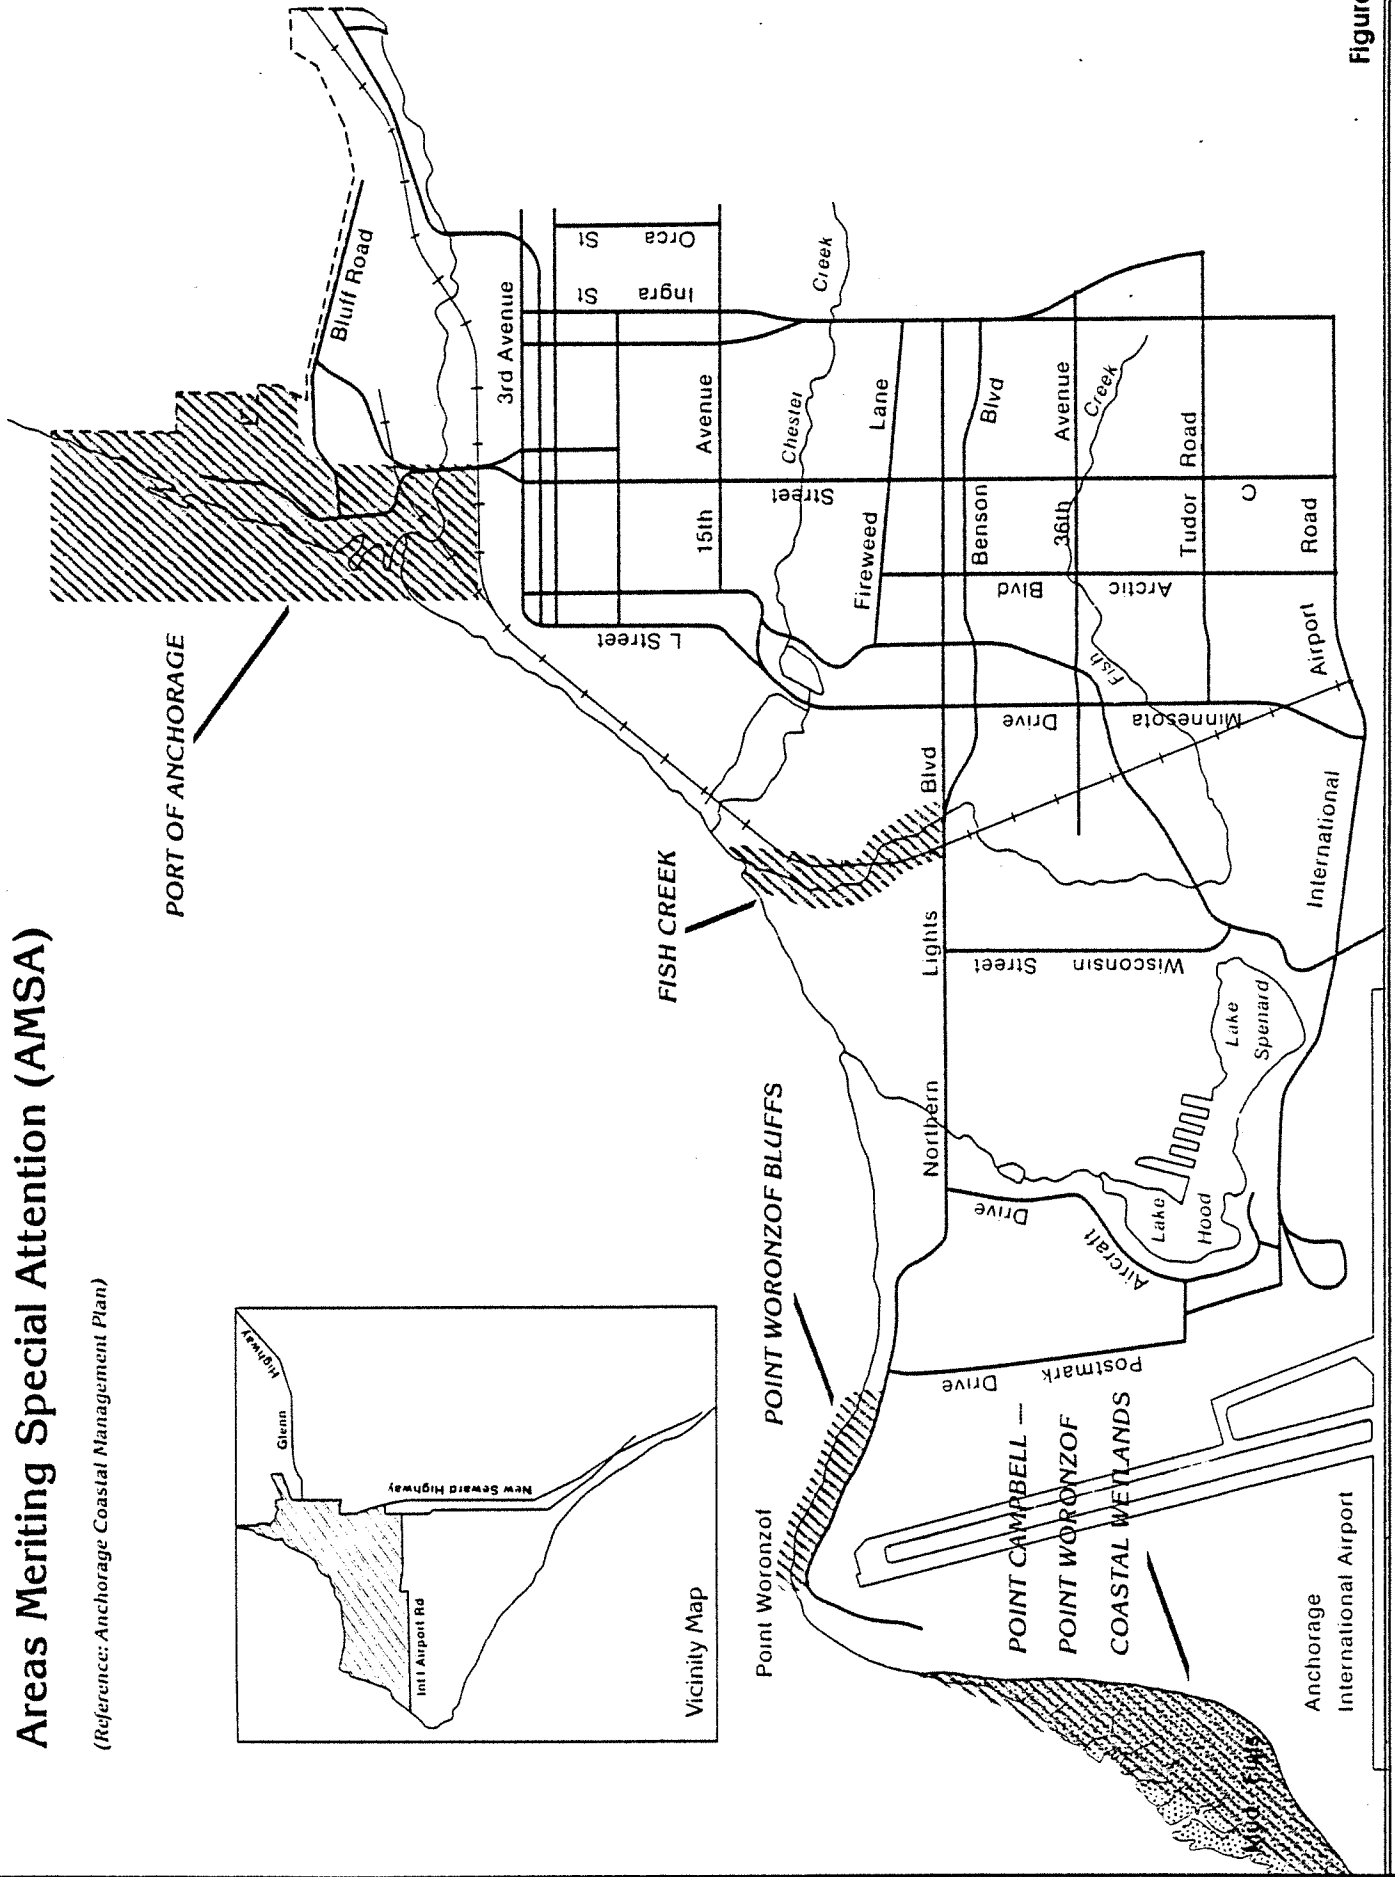 Areas Meriting Special Attention (AMSA)
(Reference: Anchorage Coastal Management Plan)
Highway
Glenn
New Seward Highway
Int'l Airport Rd
Vicinity Map
PORT OF ANCHORAGE
Bluff Road
3rd Avenue
Orca St
Ingra St
L Street
15th Avenue
Chester Creek
C Street
Fireweed Lane
FISH CREEK
Northern Lights Blvd
Benson Blvd
Arctic Blvd
36th Avenue
Fish Creek
Minnesota Drive
Tudor Road
Wisconsin Street
International Airport Road
Lake Spenard
Lake Hood
Aircraft Drive
Postmark Drive
POINT WORONZOF BLUFFS
Point Woronzof
POINT CAMPBELL —
POINT WORONZOF
COASTAL WETLANDS
Anchorage
International Airport
Mud Flats
Figure